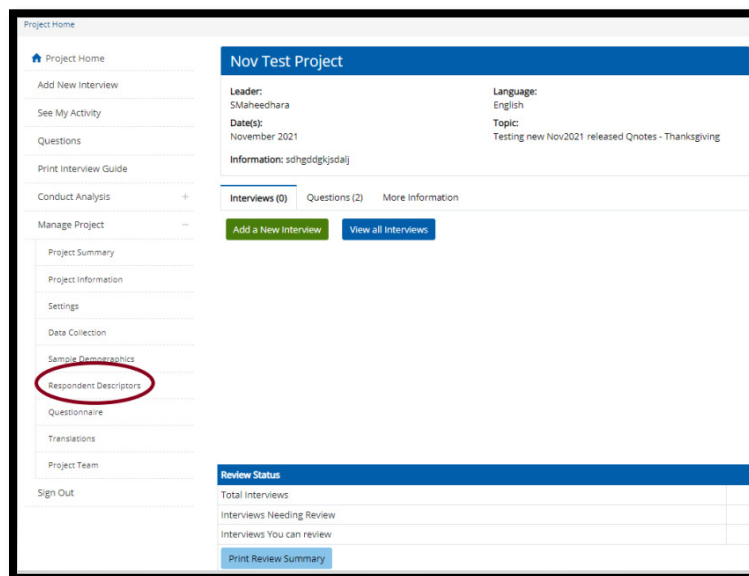 Project Home
Project Home
Add New Interview
See My Activity
Questions
Print Interview Guide
Conduct Analysis +
Manage Project −
Project Summary
Project Information
Settings
Data Collection
Sample Demographics
Respondent Descriptors
Questionnaire
Translations
Project Team
Sign Out
Nov Test Project
Leader:
SMaheedhara
Language:
English
Date(s):
November 2021
Topic:
Testing new Nov2021 released Qnotes - Thanksgiving
Information: sdhgddgkjsdalj
Interviews (0) Questions (2) More Information
Add a New Interview View all Interviews
Review Status
Total Interviews
Interviews Needing Review
Interviews You can review
Print Review Summary